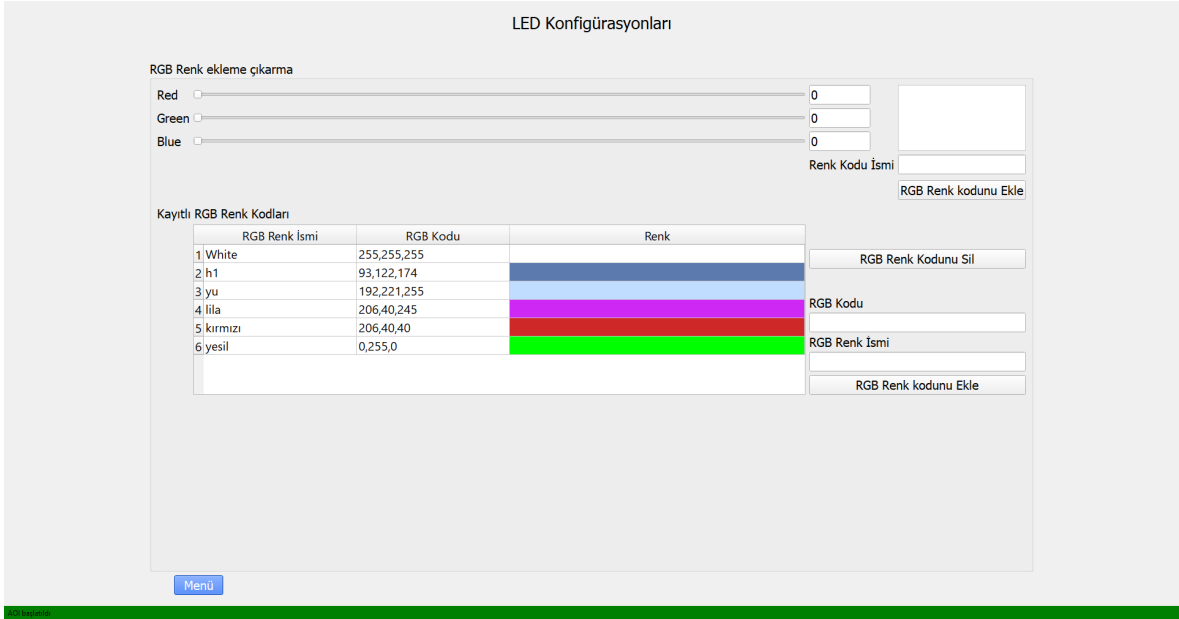 LED Konfigürasyonları
RGB Renk ekleme çıkarma
Red 0
Green 0
Blue 0
Renk Kodu İsmi
RGB Renk kodunu Ekle
Kayıtlı RGB Renk Kodları
RGB Renk İsmi RGB Kodu Renk
1 White 255,255,255
2 h1 93,122,174
3 yu 192,221,255
4 lila 206,40,245
5 kırmızı 206,40,40
6 yesil 0,255,0
RGB Renk Kodunu Sil
RGB Kodu
RGB Renk İsmi
RGB Renk kodunu Ekle
Menü
AOI başlatıldı